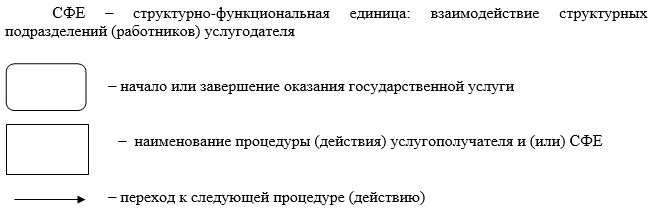 СФЕ – структурно-функциональная единица: взаимодействие структурных
подразделений (работников) услугодателя
– начало или завершение оказания государственной услуги
– наименование процедуры (действия) услугополучателя и (или) СФЕ
– переход к следующей процедуре (действию)